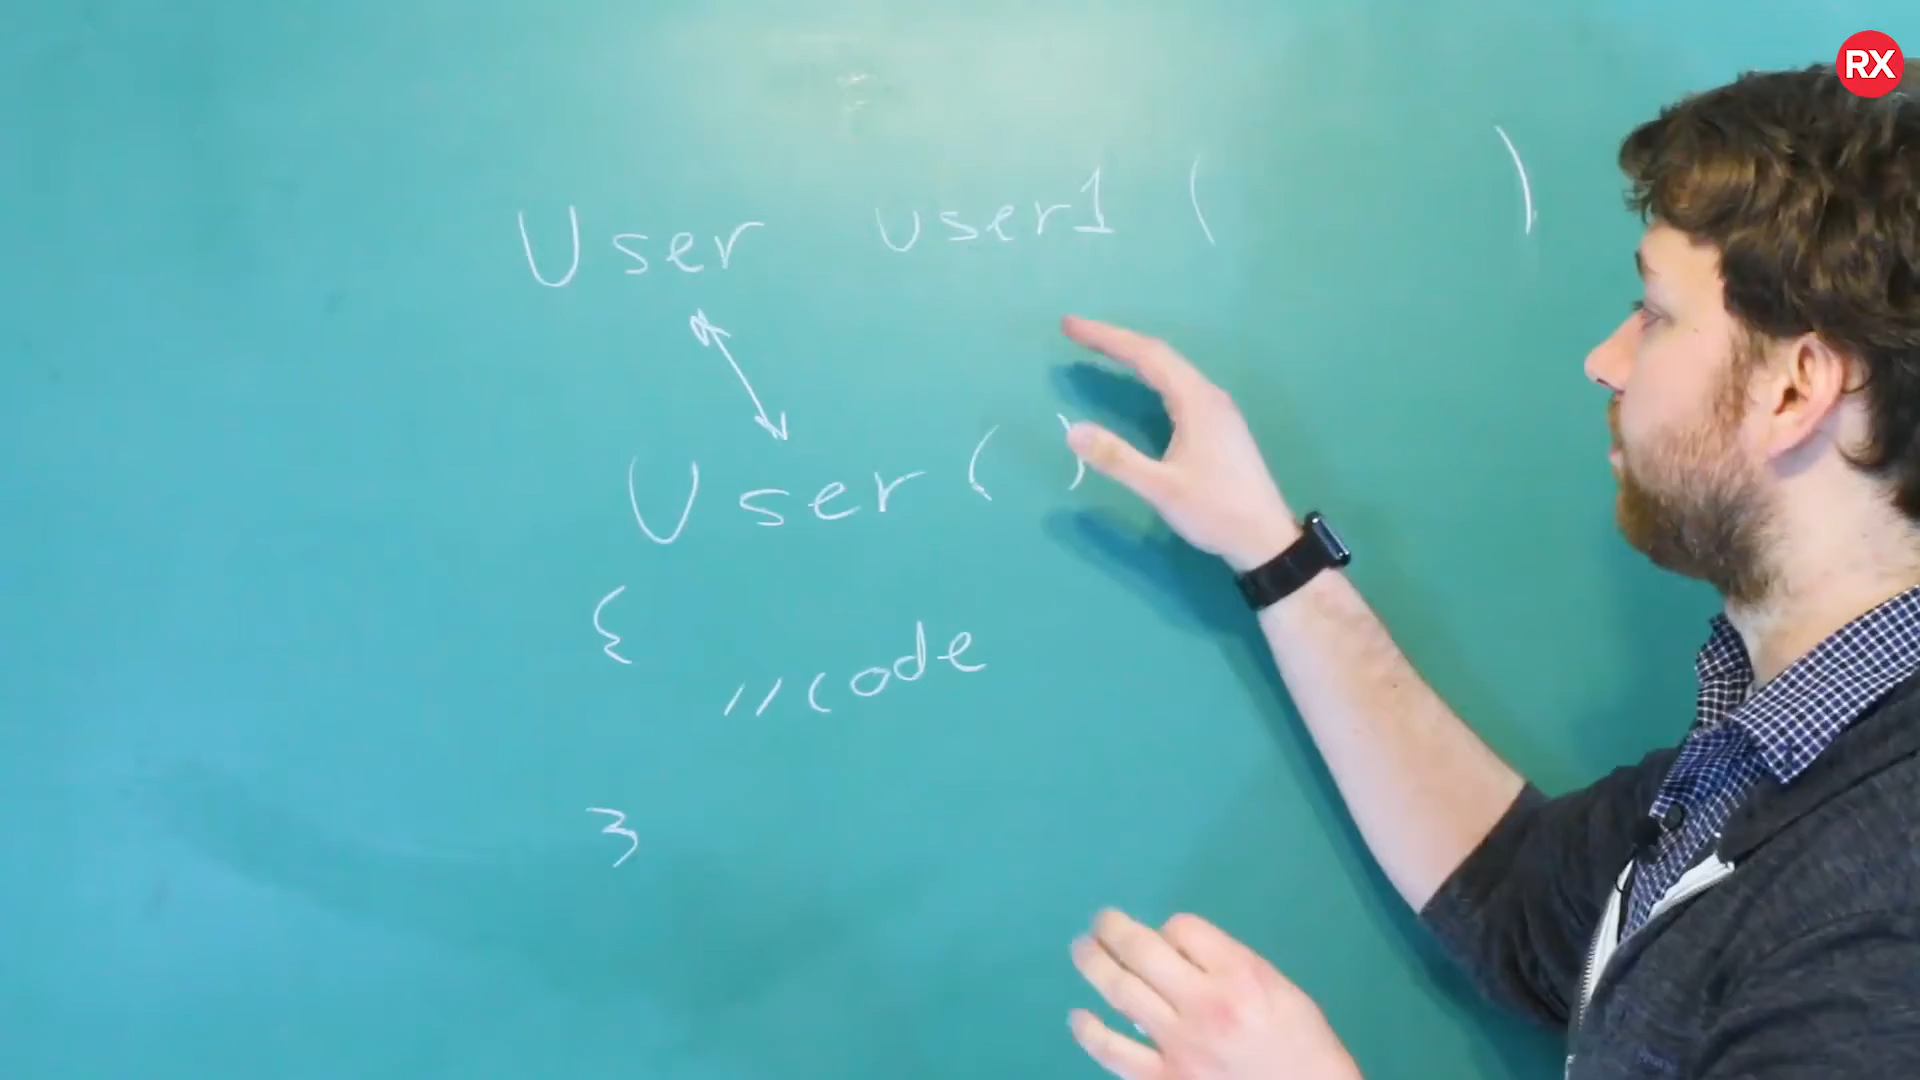 RX
User user1 ( )
User ( )
{
//code
}